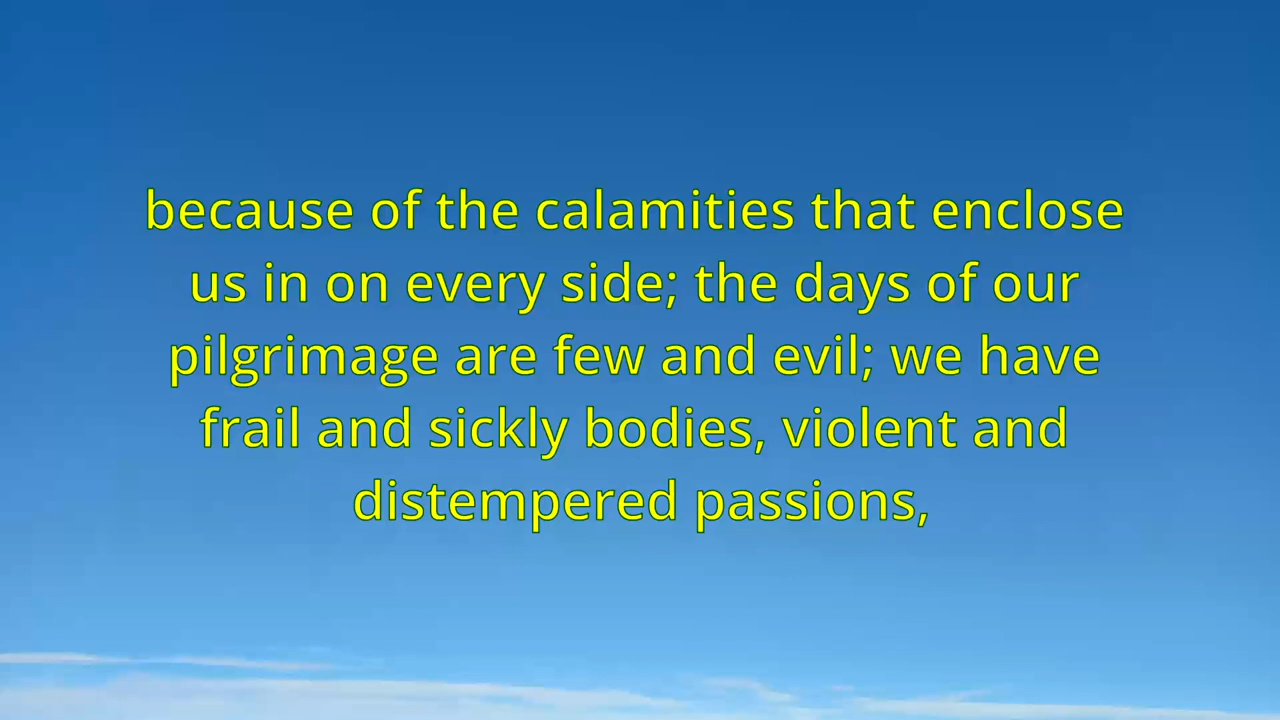 because of the calamities that enclose
us in on every side; the days of our
pilgrimage are few and evil; we have
frail and sickly bodies, violent and
distempered passions,